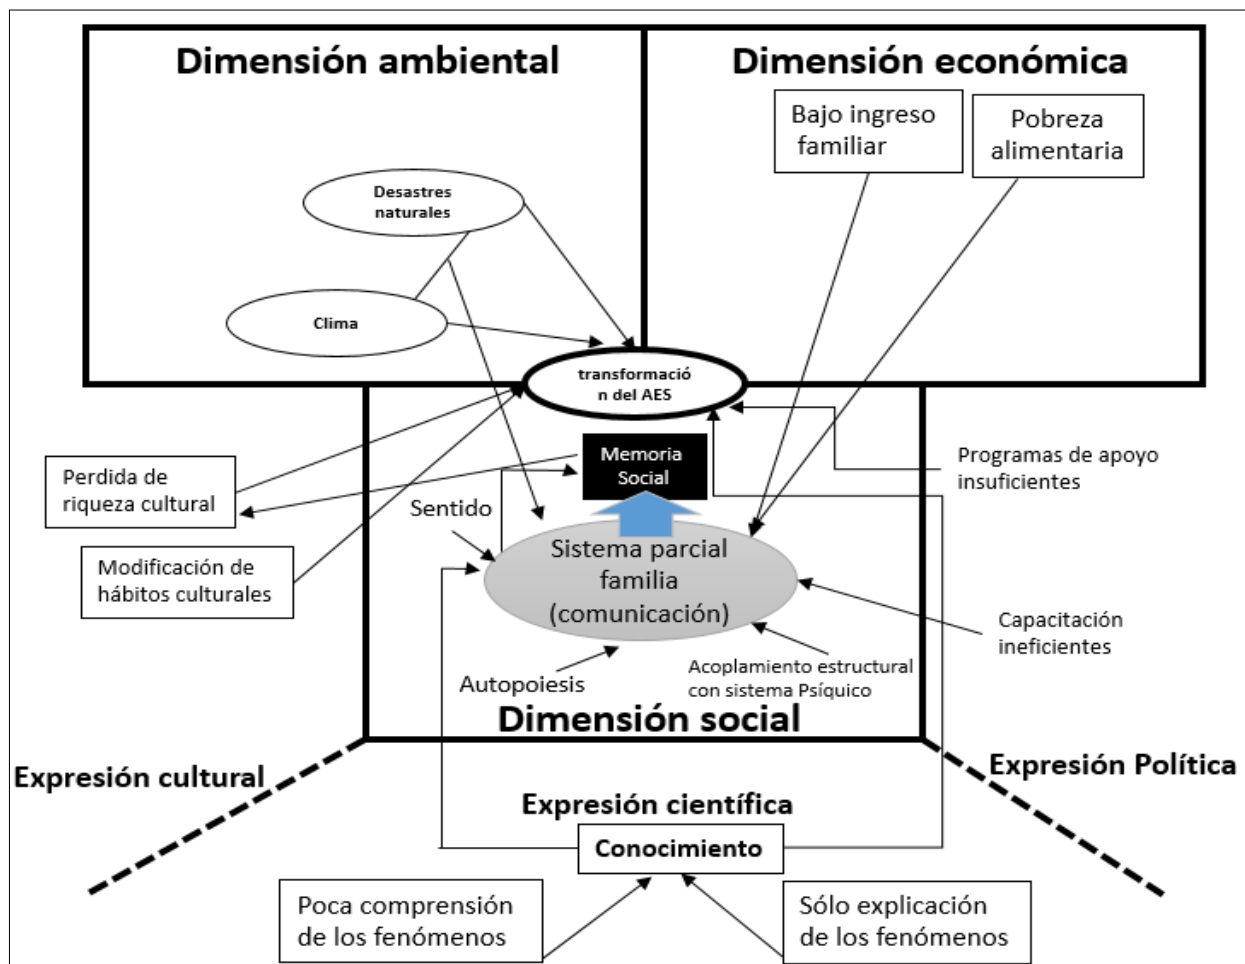 Dimensión ambiental
Dimensión económica
Bajo ingreso
familiar
Pobreza
alimentaria
Desastres
naturales
Clima
transformació
n del AES
Memoria
Social
Perdida de
riqueza cultural
Programas de apoyo
insuficientes
Sentido
Sistema parcial
familia
(comunicación)
Modificación de
hábitos culturales
Capacitación
ineficientes
Autopoiesis
Acoplamiento estructural
con sistema Psíquico
Dimensión social
Expresión cultural
Expresión Política
Expresión científica
Conocimiento
Poca comprensión
de los fenómenos
Sólo explicación
de los fenómenos